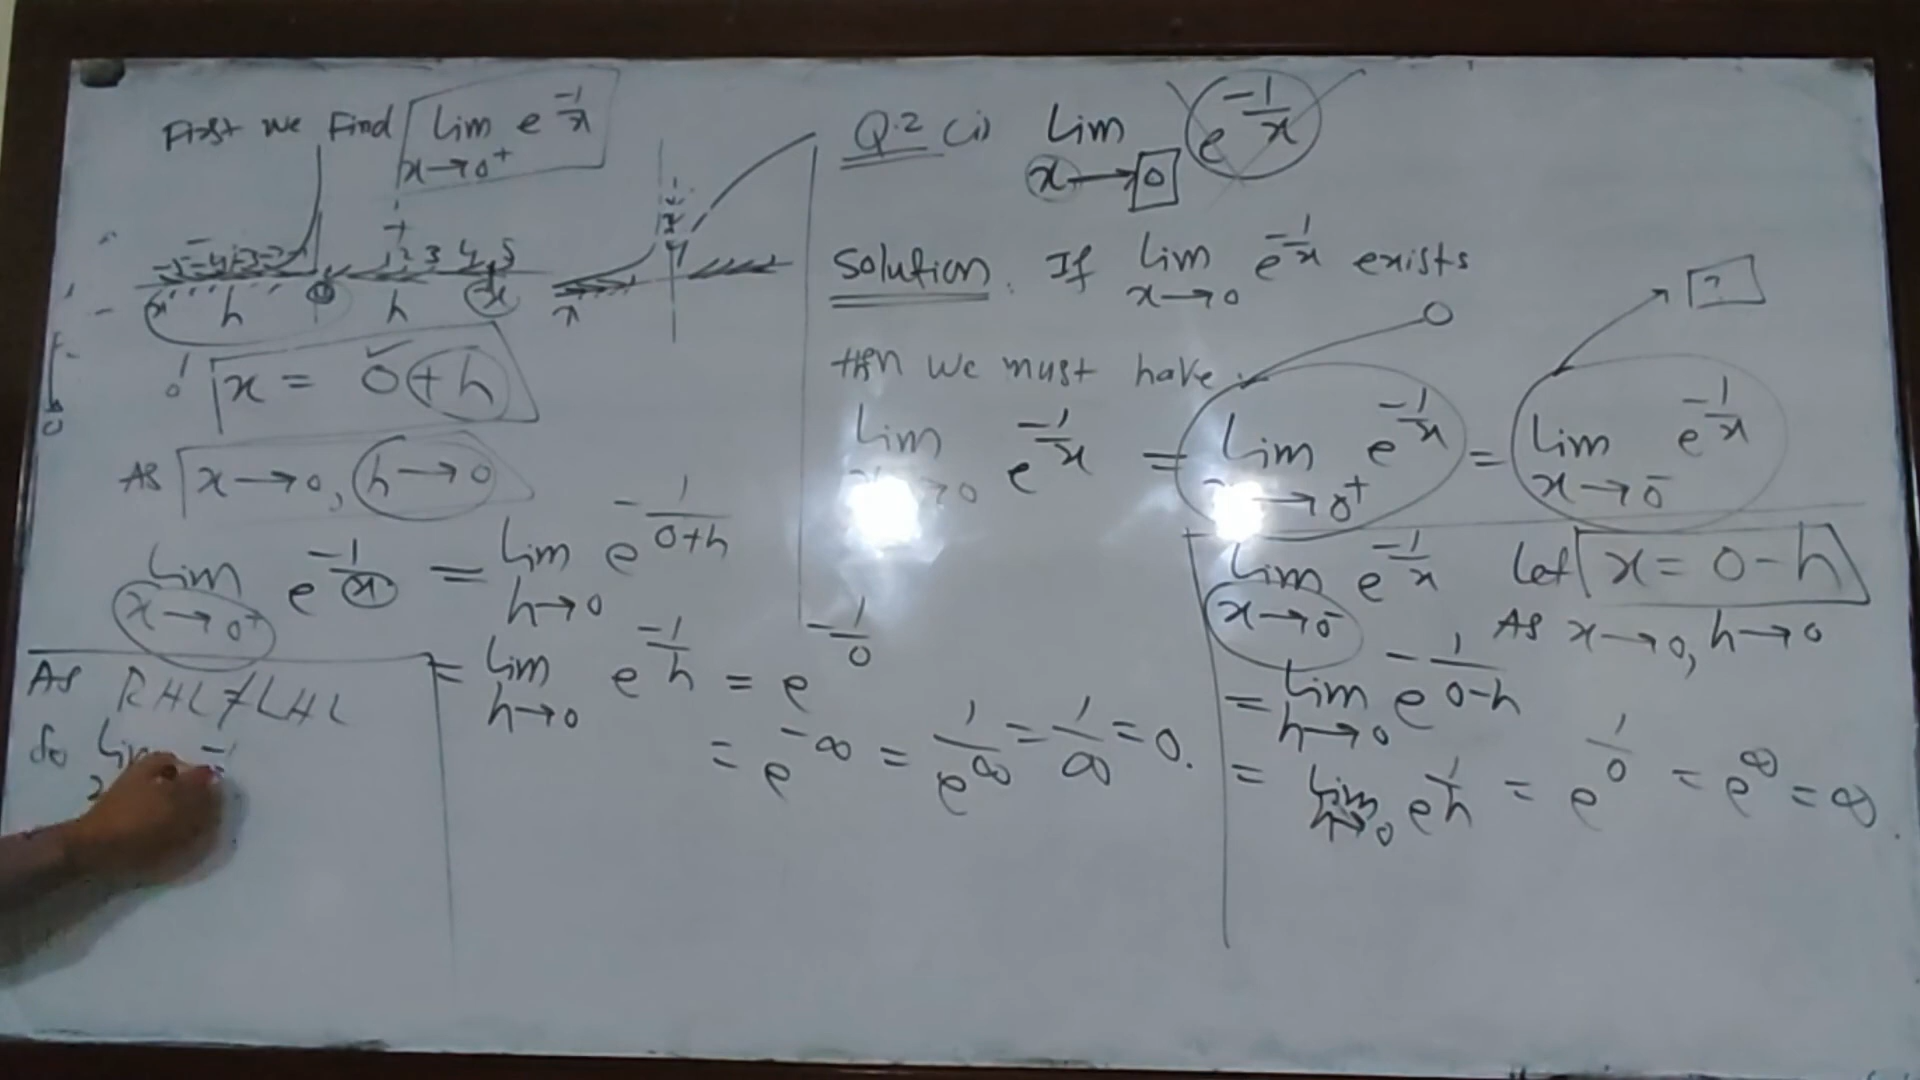 Q.2 (i) Lim x→0 e^(-1/x)
Solution. If Lim x→0 e^(-1/x) exists
then we must have.
Lim x→0 e^(-1/x) = Lim x→0⁺ e^(-1/x) = Lim x→0⁻ e^(-1/x)
0
?
First we Find Lim x→0⁺ e^(-1/x)
-5 -4 -3 -2
1 2 3 4 5
x h 0 h x
x = 0+h
As x→0, h→0
Lim x→0⁺ e^(-1/x) = Lim h→0 e^(-1/(0+h))
= Lim h→0 e^(-1/h) = e^(-1/0)
= e^(-∞) = 1/e^∞ = 1/∞ = 0.
Lim x→0⁻ e^(-1/x) Let x = 0-h
As x→0, h→0
= Lim h→0 e^(-1/(0-h))
= Lim h→0 e^(1/h) = e^(1/0) = e^∞ = ∞.
As RHL≠LHL
So Lim